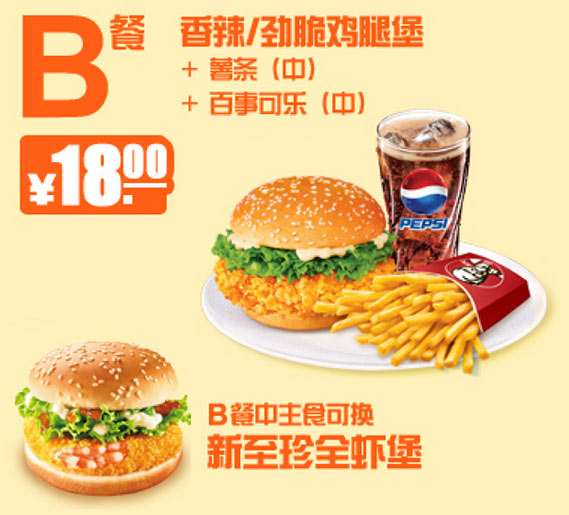 B餐
香辣/劲脆鸡腿堡
+ 薯条（中）
+ 百事可乐（中）
¥18.00
PEPSI
B餐中主食可换
新至珍全虾堡